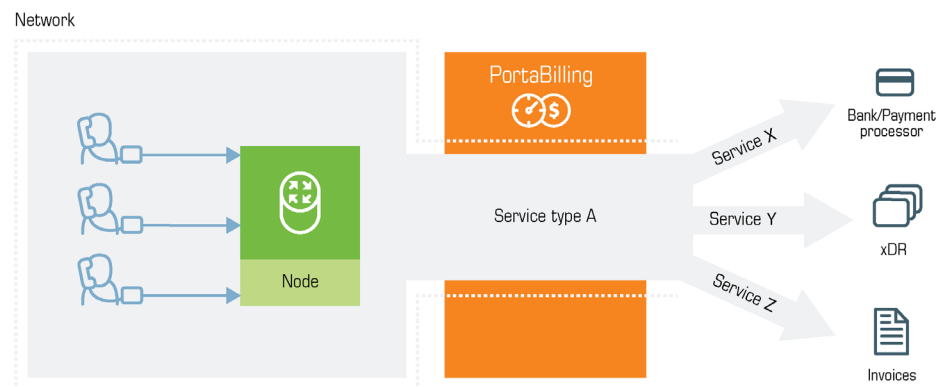 Network
PortaBilling
$
Node
Service type A
Service X
Service Y
Service Z
Bank/Payment
processor
xDR
Invoices